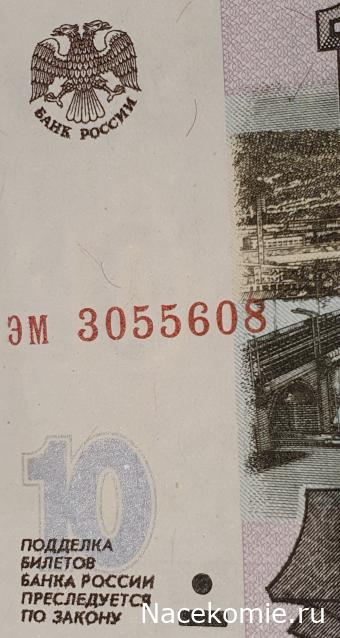 БАНК РОССИИ
эм 3055608
10
ПОДДЕЛКА
БИЛЕТОВ
БАНКА РОССИИ
ПРЕСЛЕДУЕТСЯ
ПО ЗАКОНУ
Nacekomie.ru